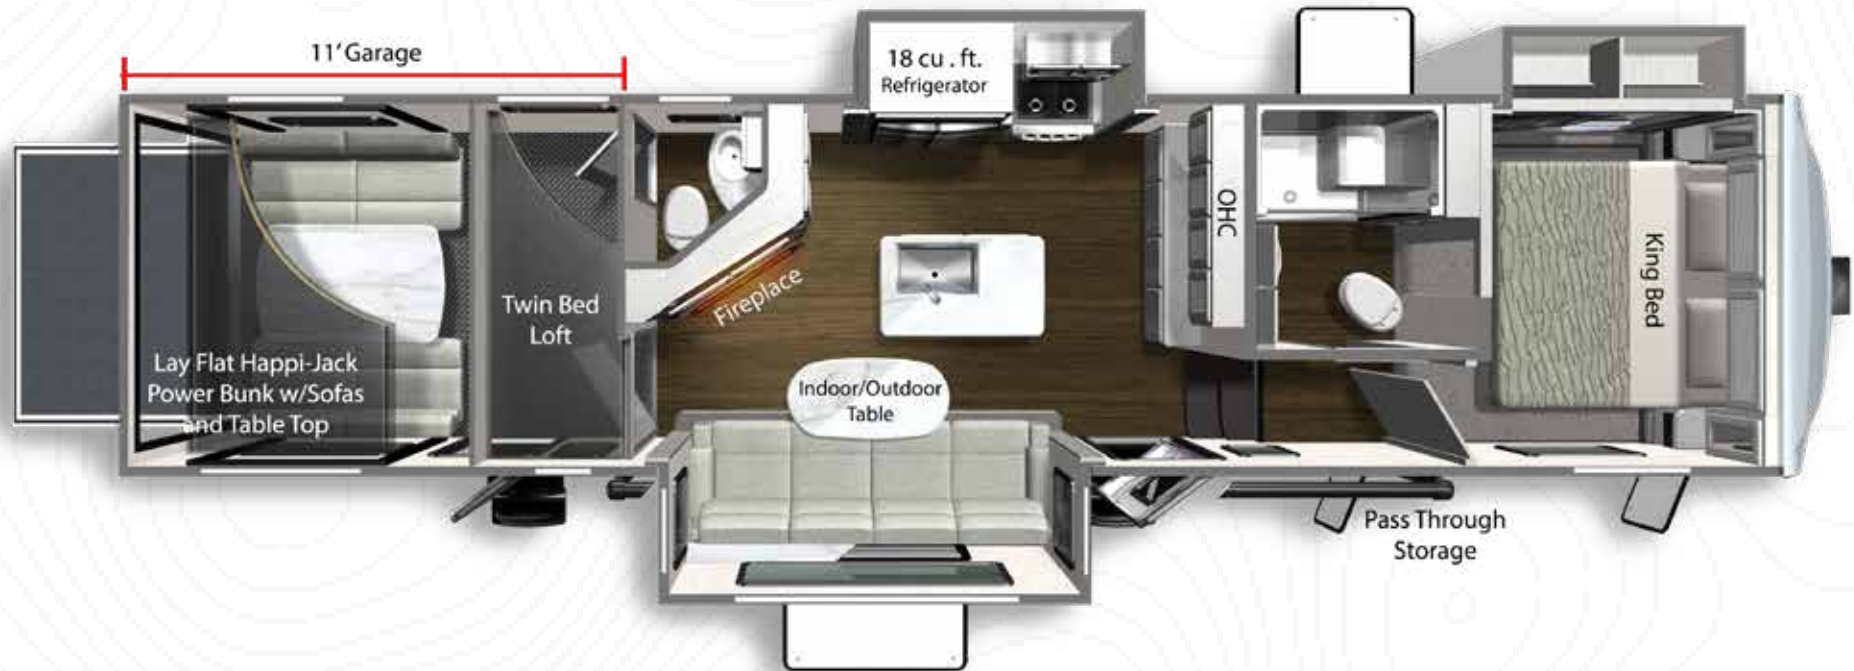 11' Garage
18 cu . ft.
Refrigerator
OHC
King Bed
Fireplace
Twin Bed
Loft
Lay Flat Happi-Jack
Power Bunk w/Sofas
and Table Top
Indoor/Outdoor
Table
Pass Through
Storage